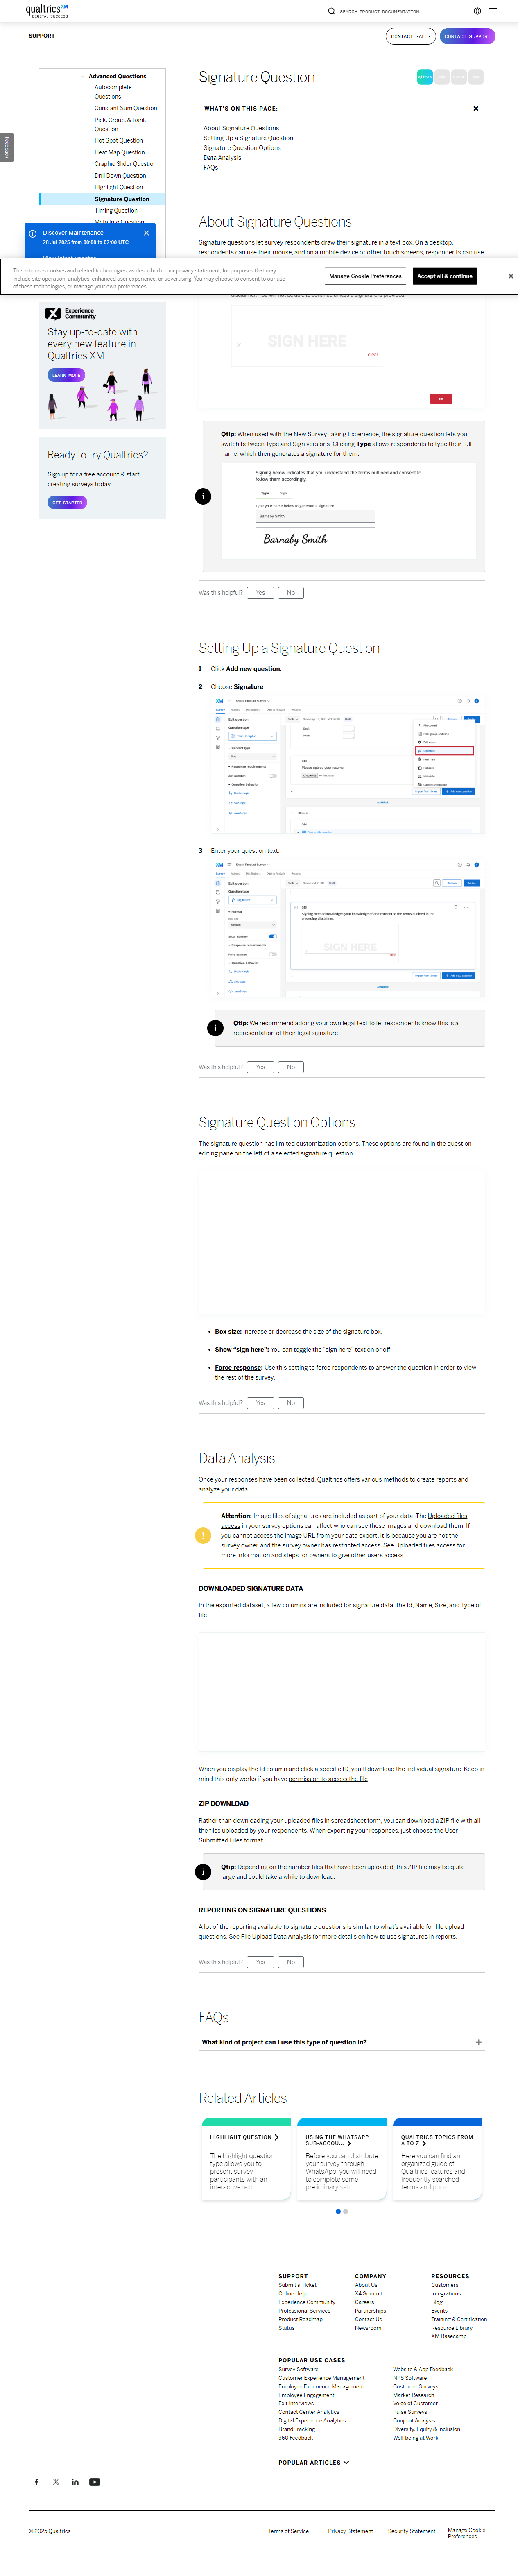 qualtrics XM
DIGITAL SUCCESS
SEARCH PRODUCT DOCUMENTATION
SUPPORT
CONTACT SALES
CONTACT SUPPORT
Feedback
Advanced Questions
Autocomplete
Questions
Constant Sum Question
Pick, Group, & Rank
Question
Hot Spot Question
Heat Map Question
Graphic Slider Question
Drill Down Question
Highlight Question
Signature Question
Timing Question
Meta Info Question
Discover Maintenance
26 Jul 2025 from 00:00 to 02:00 UTC
View latest updates
Signature Question
WHAT'S ON THIS PAGE:
About Signature Questions
Setting Up a Signature Question
Signature Question Options
Data Analysis
FAQs
About Signature Questions
Signature questions let survey respondents draw their signature in a text box. On a desktop,
respondents can use their mouse, and on a mobile device or other touch screens, respondents can use
This site uses cookies and related technologies, as described in our privacy statement, for purposes that may
include site operation, analytics, enhanced user experience, or advertising. You may choose to consent to our use
of these technologies, or manage your own preferences.
Manage Cookie Preferences
Accept all & continue
disclaimer. You will not be able to continue unless a signature is provided.
SIGN HERE
clear
Experience
Community
Stay up-to-date with
every new feature in
Qualtrics XM
LEARN MORE
Ready to try Qualtrics?
Sign up for a free account & start
creating surveys today.
GET STARTED
Qtip: When used with the New Survey Taking Experience, the signature question lets you
switch between Type and Sign versions. Clicking Type allows respondents to type their full
name, which then generates a signature for them.
Signing below indicates that you understand the terms outlined and consent to
follow them accordingly.
Type Sign
Type your name below to generate a signature.
Barnaby Smith
Barnaby Smith
Was this helpful? Yes No
Setting Up a Signature Question
1 Click Add new question.
2 Choose Signature.
3 Enter your question text.
SIGN HERE
Qtip: We recommend adding your own legal text to let respondents know this is a
representation of their legal signature.
Was this helpful? Yes No
Signature Question Options
The signature question has limited customization options. These options are found in the question
editing pane on the left of a selected signature question.
Box size: Increase or decrease the size of the signature box.
Show “sign here”: You can toggle the “sign here” text on or off.
Force response: Use this setting to force respondents to answer the question in order to view
the rest of the survey.
Was this helpful? Yes No
Data Analysis
Once your responses have been collected, Qualtrics offers various methods to create reports and
analyze your data.
Attention: Image files of signatures are included as part of your data. The Uploaded files
access in your survey options can affect who can see these images and download them. If
you cannot access the image URL from your data export, it is because you are not the
survey owner and the survey owner has restricted access. See Uploaded files access for
more information and steps for owners to give other users access.
DOWNLOADED SIGNATURE DATA
In the exported dataset, a few columns are included for signature data: the Id, Name, Size, and Type of
file.
When you display the Id column and click a specific ID, you’ll download the individual signature. Keep in
mind this only works if you have permission to access the file.
ZIP DOWNLOAD
Rather than downloading your uploaded files in spreadsheet form, you can download a ZIP file with all
the files uploaded by your respondents. When exporting your responses, just choose the User
Submitted Files format.
Qtip: Depending on the number files that have been uploaded, this ZIP file may be quite
large and could take a while to download.
REPORTING ON SIGNATURE QUESTIONS
A lot of the reporting available to signature questions is similar to what’s available for file upload
questions. See File Upload Data Analysis for more details on how to use signatures in reports.
Was this helpful? Yes No
FAQs
What kind of project can I use this type of question in?
Related Articles
HIGHLIGHT QUESTION
The highlight question
type allows you to
present survey
participants with an
interactive text
USING THE WHATSAPP
SUB-ACCOU...
Before you can distribute
your survey through
WhatsApp, you will need
to complete some
preliminary
QUALTRICS TOPICS FROM
A TO Z
Here you can find an
organized guide of
Qualtrics features and
frequently searched
terms and
SUPPORT
Submit a Ticket
Online Help
Experience Community
Professional Services
Product Roadmap
Status
COMPANY
About Us
X4 Summit
Careers
Partnerships
Contact Us
Newsroom
RESOURCES
Customers
Integrations
Blog
Events
Training & Certification
Resource Library
XM Basecamp
POPULAR USE CASES
Survey Software
Customer Experience Management
Employee Experience Management
Employee Engagement
Exit Interviews
Contact Center Analytics
Digital Experience Analytics
Brand Tracking
360 Feedback
Website & App Feedback
NPS Software
Customer Surveys
Market Research
Voice of Customer
Pulse Surveys
Conjoint Analysis
Diversity, Equity & Inclusion
Well-being at Work
POPULAR ARTICLES
© 2025 Qualtrics
Terms of Service
Privacy Statement
Security Statement
Manage Cookie
Preferences